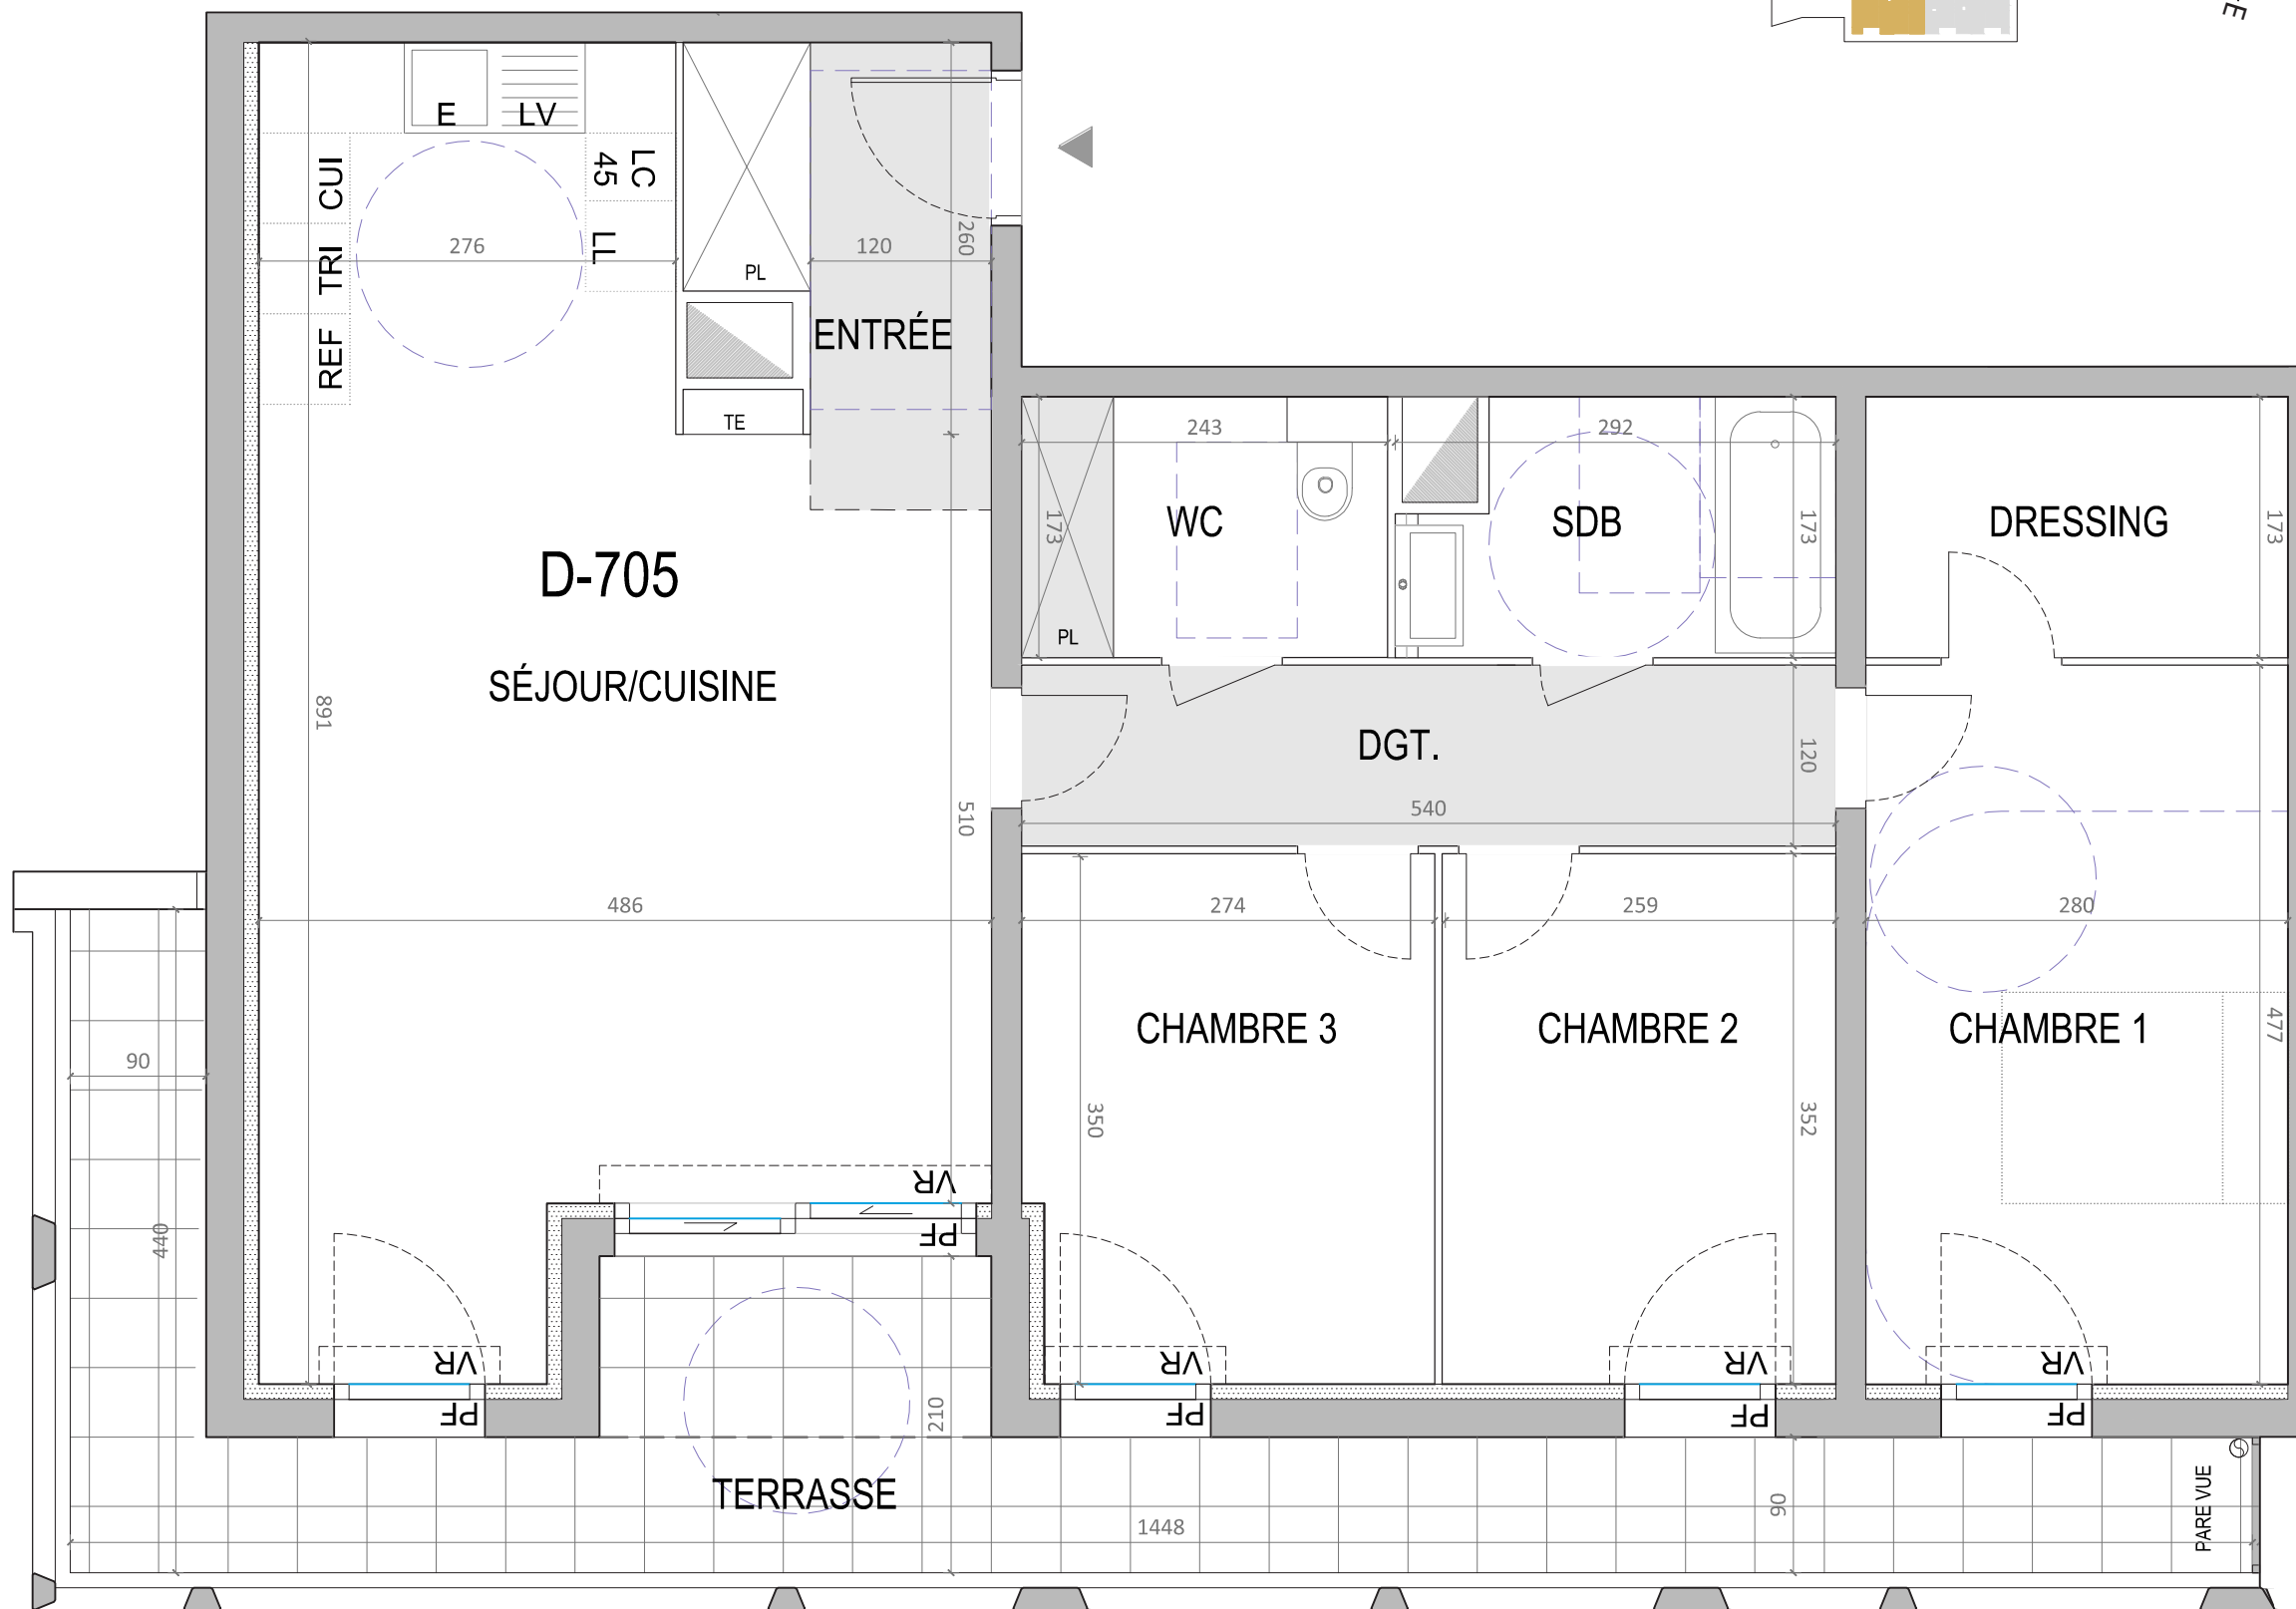 E
E
LV
CUI
LC
45
TRI
LL
REF
276
PL
120
260
ENTRÉE
TE
243
292
173
WC
SDB
173
DRESSING
173
PL
D-705
SÉJOUR/CUISINE
891
DGT.
120
510
540
486
274
259
280
CHAMBRE 3
CHAMBRE 2
CHAMBRE 1
477
90
350
352
440
VR
PF
VR
PF
VR
PF
VR
PF
VR
PF
210
TERRASSE
1448
90
PARE VUE